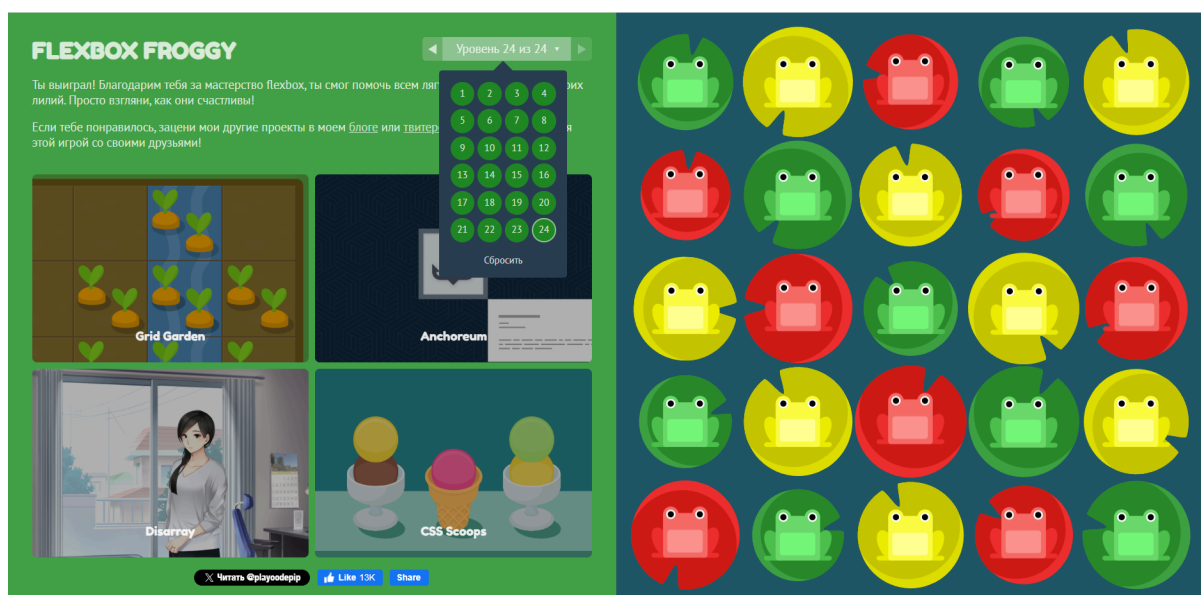 FLEXBOX FROGGY
◀ Уровень 24 из 24 ▾ ▶
Ты выиграл! Благодарим тебя за мастерство flexbox, ты смог помочь всем
лилий. Просто взгляни, как они счастливы!
Если тебе понравилось, зацени мои другие проекты в моем блоге или
этой игрой со своими друзьями!
1 2 3 4
5 6 7 8
9 10 11 12
13 14 15 16
17 18 19 20
21 22 23 24
Сбросить
Grid Garden
Anchoreum
Disarray
CSS Scoops
Читать @playcodepip
Like 13K
Share